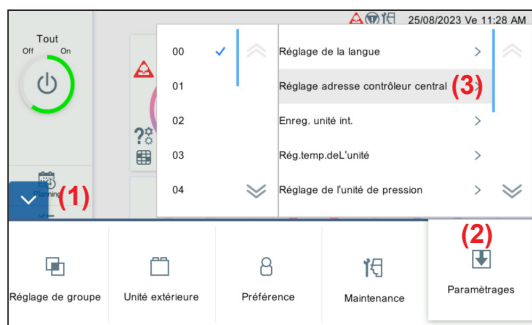 25/08/2023 Ve 11:28 AM
Tout
Off On
00
01
02
03
04
Réglage de la langue
Réglage adresse contrôleur central (3)
Enreg. unité int.
Rég.temp.deL'unité
Réglage de l'unité de pression
Planning
(1)
(2)
Réglage de groupe
Unité extérieure
Préférence
Maintenance
Paramètrages